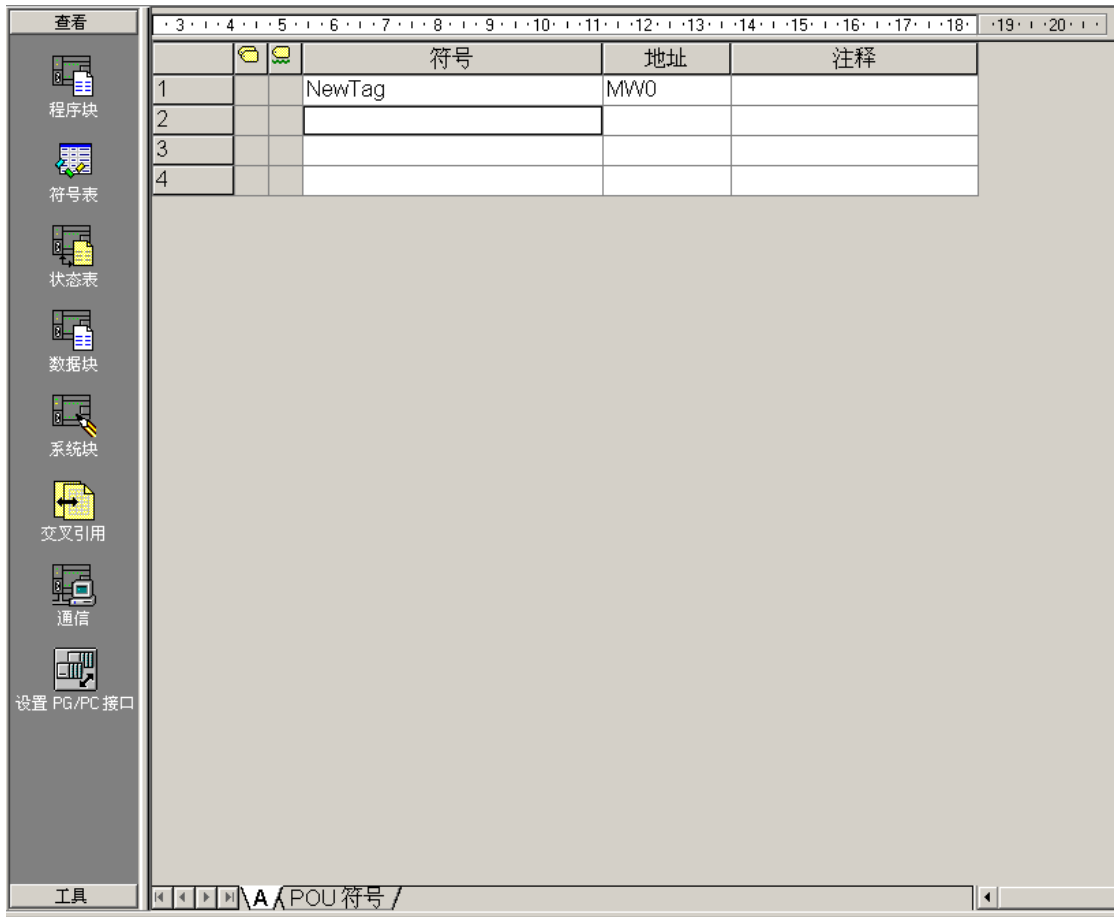 查看
· 3 · ı · 4 · ı · 5 · ı · 6 · ı · 7 · ı · 8 · ı · 9 · ı · 10 · ı · 11 · ı · 12 · ı · 13 · ı · 14 · ı · 15 · ı · 16 · ı · 17 · ı · 18 · · 19 · ı · 20 · ı ·
符号 地址 注释
1 NewTag MW0
2
3
4
程序块
符号表
状态表
数据块
系统块
交叉引用
通信
设置 PG/PC 接口
工具
A POU 符号